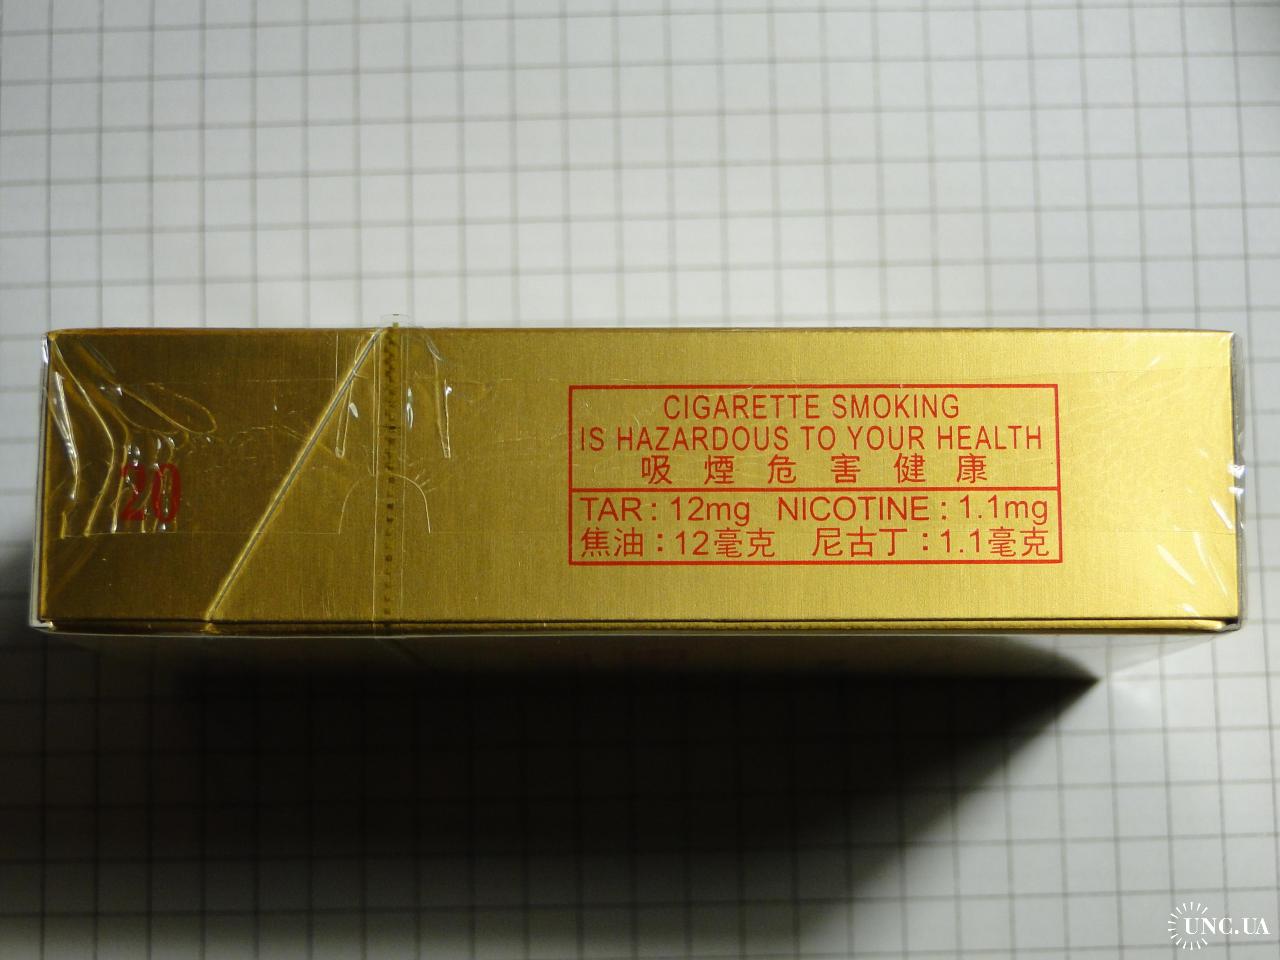 20
CIGARETTE SMOKING
IS HAZARDOUS TO YOUR HEALTH
吸煙危害健康
TAR : 12mg NICOTINE : 1.1mg
焦油 : 12毫克 尼古丁 : 1.1毫克
UNC.UA